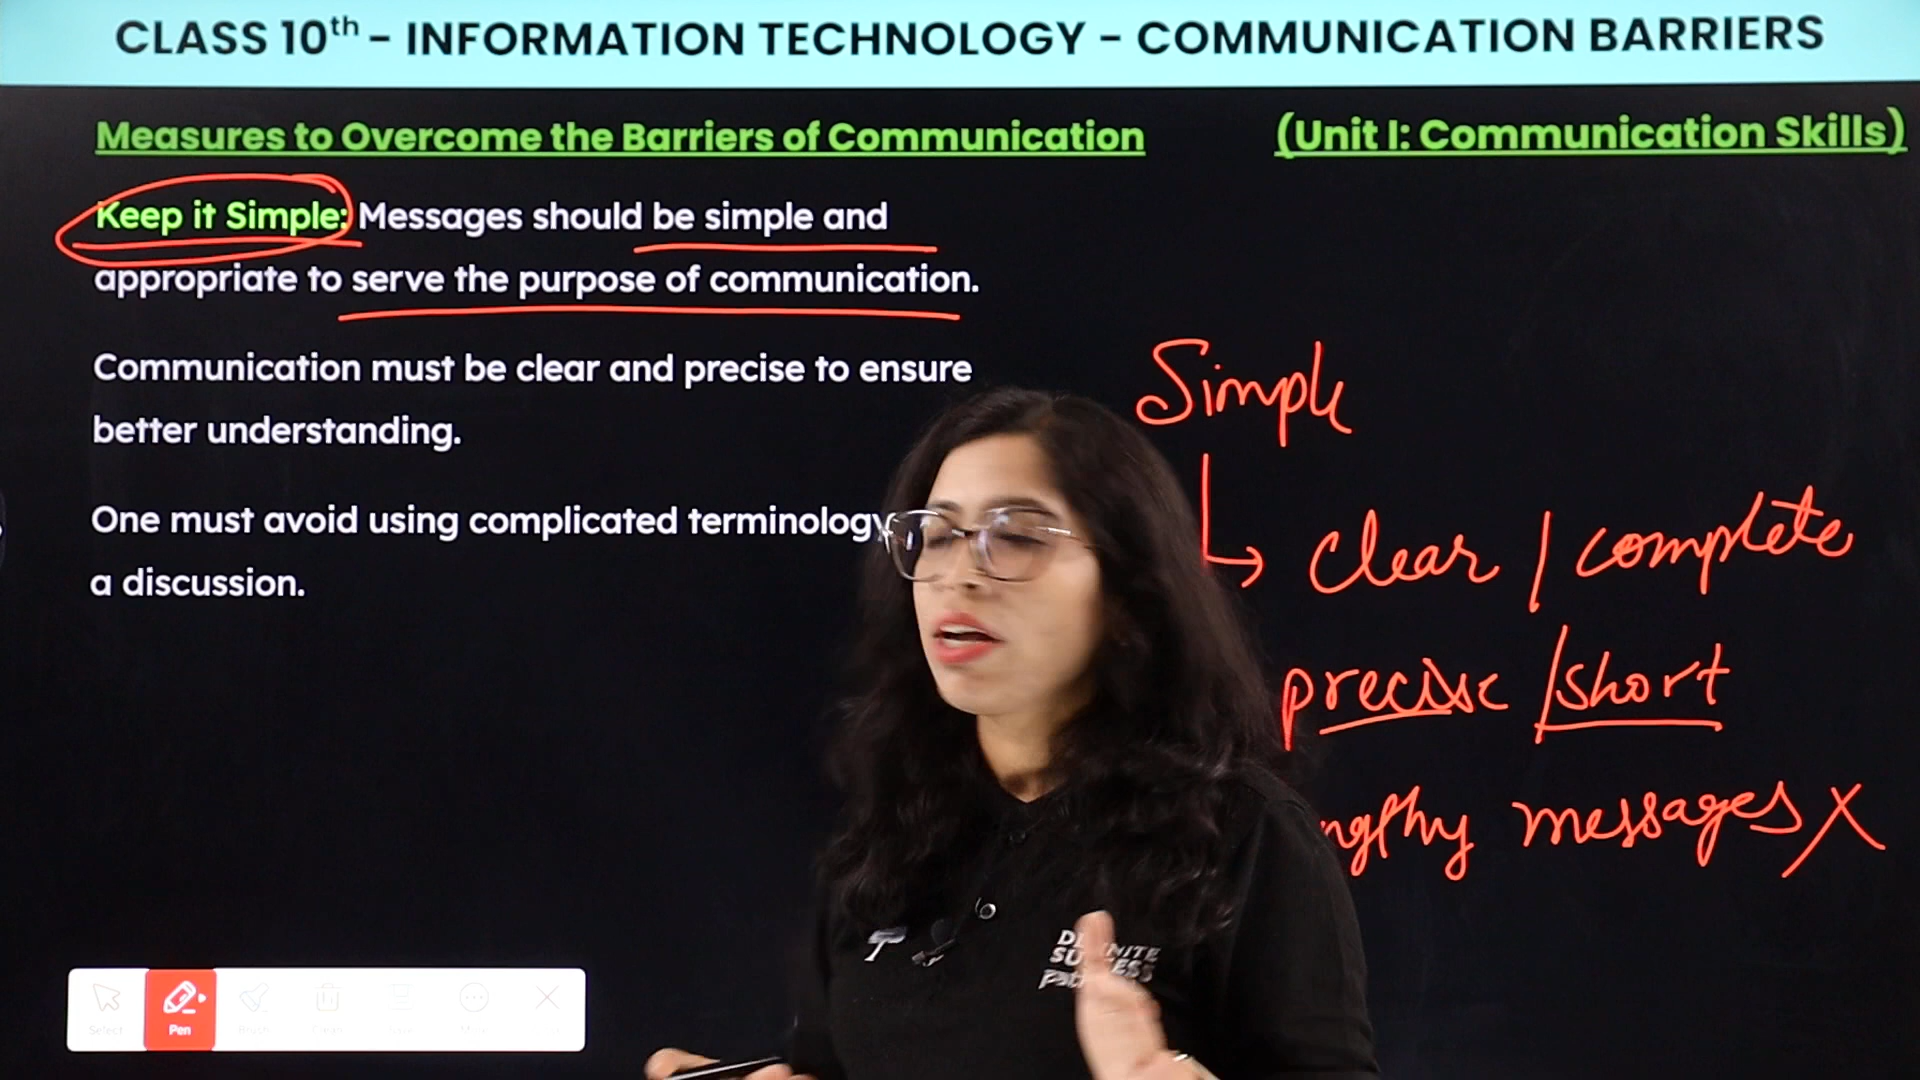 CLASS 10th - INFORMATION TECHNOLOGY - COMMUNICATION BARRIERS
Measures to Overcome the Barriers of Communication
(Unit I: Communication Skills)
Keep it Simple: Messages should be simple and
appropriate to serve the purpose of communication.
Communication must be clear and precise to ensure
better understanding.
One must avoid using complicated terminology
a discussion.
Simple
clear / complete
precise / short
messages X
Select
Pen
Brush